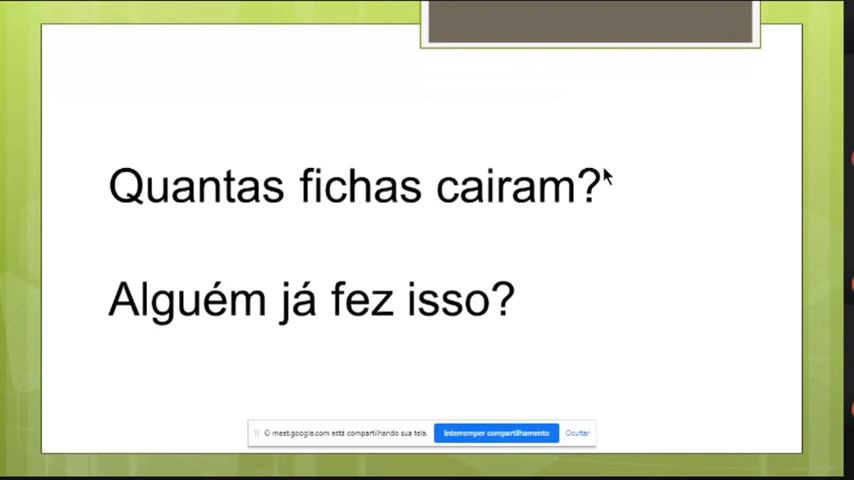 Quantas fichas cairam?
Alguém já fez isso?
O meet.google.com está compartilhando sua tela. Interromper compartilhamento Ocultar